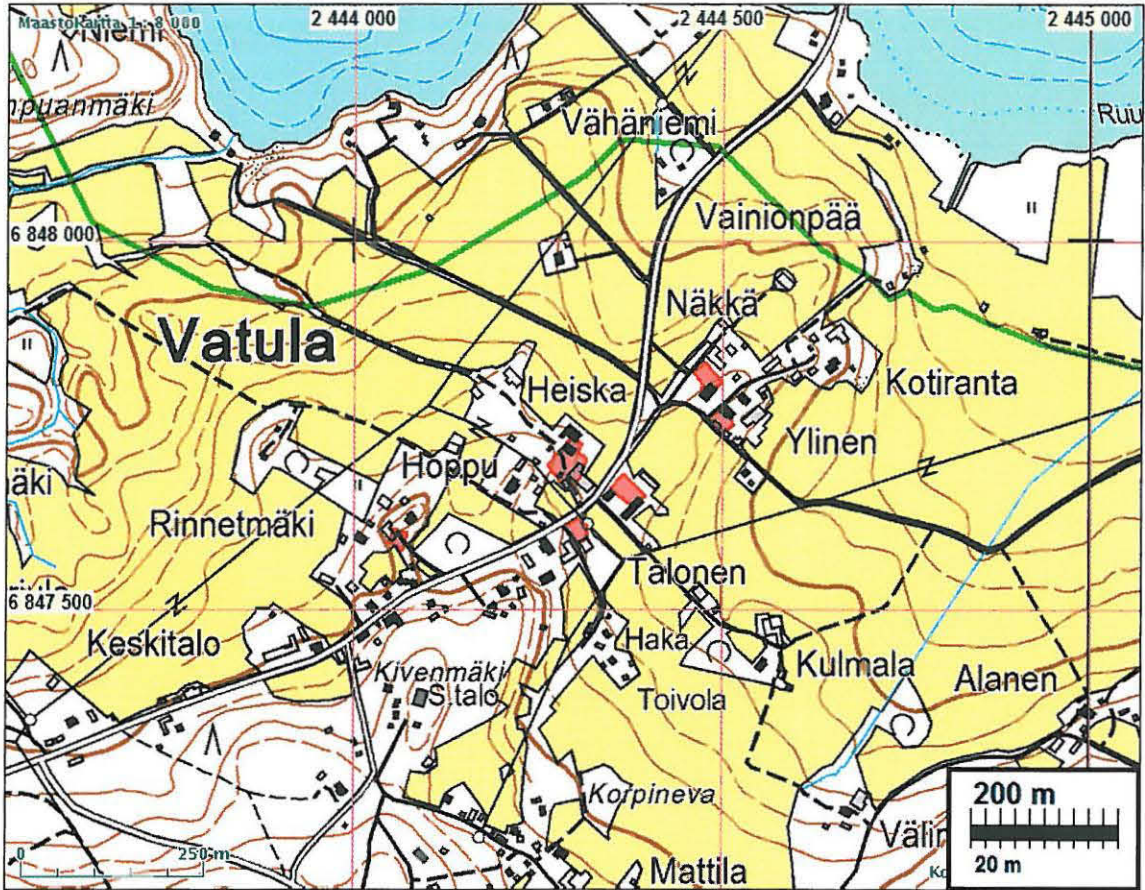 Maastokartta 1 : 8 000
2 444 000
2 444 500
2 445 000
Niemi
Vähäniemi
Vainionpää
6 848 000
Näkkä
Vatula
Heiska
Kotiranta
Ylinen
Hoppu
Rinnetmäki
Talonen
6 847 500
Haka
Keskitalo
Kivenmäki
Kulmala
S.talo
Toivola
Alanen
Korpineva
200 m
20 m
0
250 m
Mattila